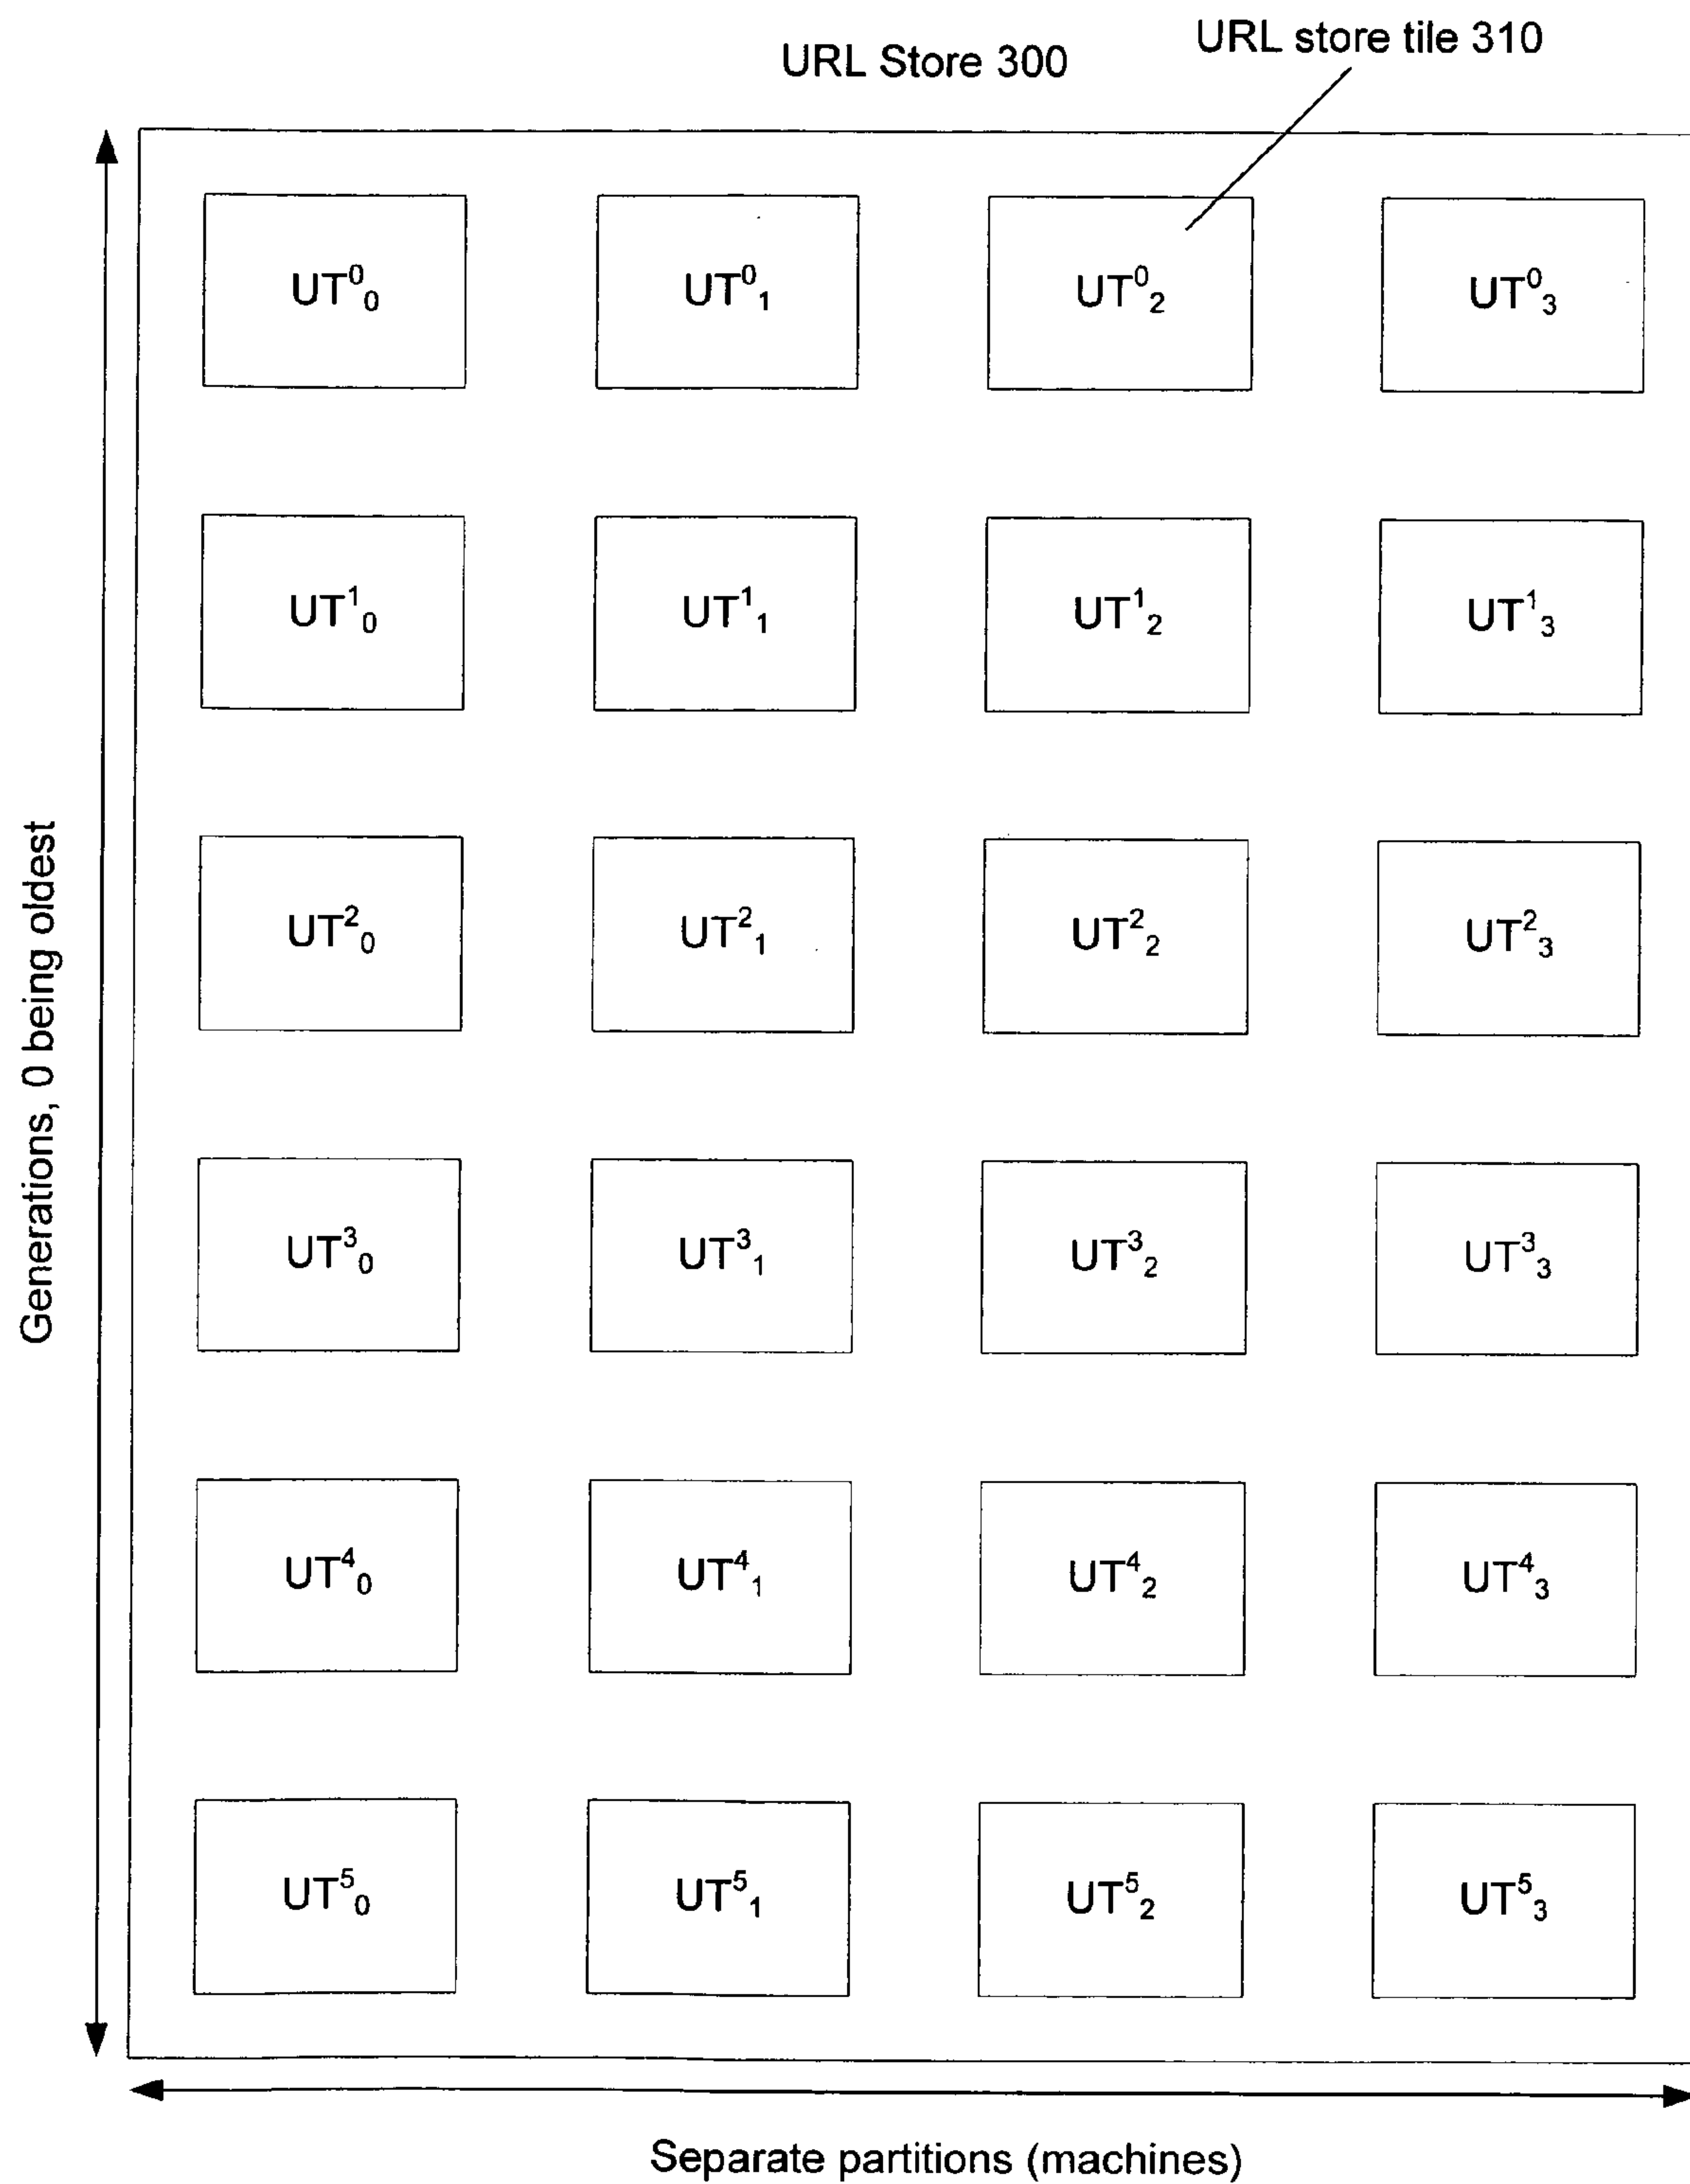 URL Store 300
URL store tile 310
UT⁰₀ UT⁰₁ UT⁰₂ UT⁰₃
UT¹₀ UT¹₁ UT¹₂ UT¹₃
UT²₀ UT²₁ UT²₂ UT²₃
UT³₀ UT³₁ UT³₂ UT³₃
UT⁴₀ UT⁴₁ UT⁴₂ UT⁴₃
UT⁵₀ UT⁵₁ UT⁵₂ UT⁵₃
Generations, 0 being oldest
Separate partitions (machines)